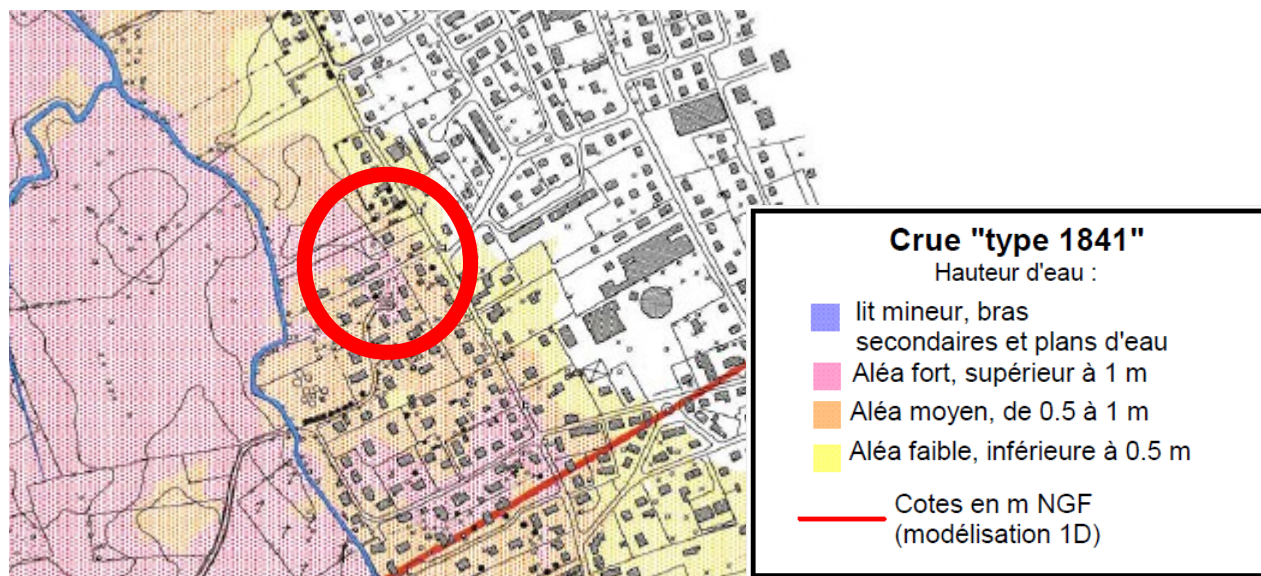 Crue "type 1841"
Hauteur d'eau :
lit mineur, bras
secondaires et plans d'eau
Aléa fort, supérieur à 1 m
Aléa moyen, de 0.5 à 1 m
Aléa faible, inférieure à 0.5 m
Cotes en m NGF
(modélisation 1D)